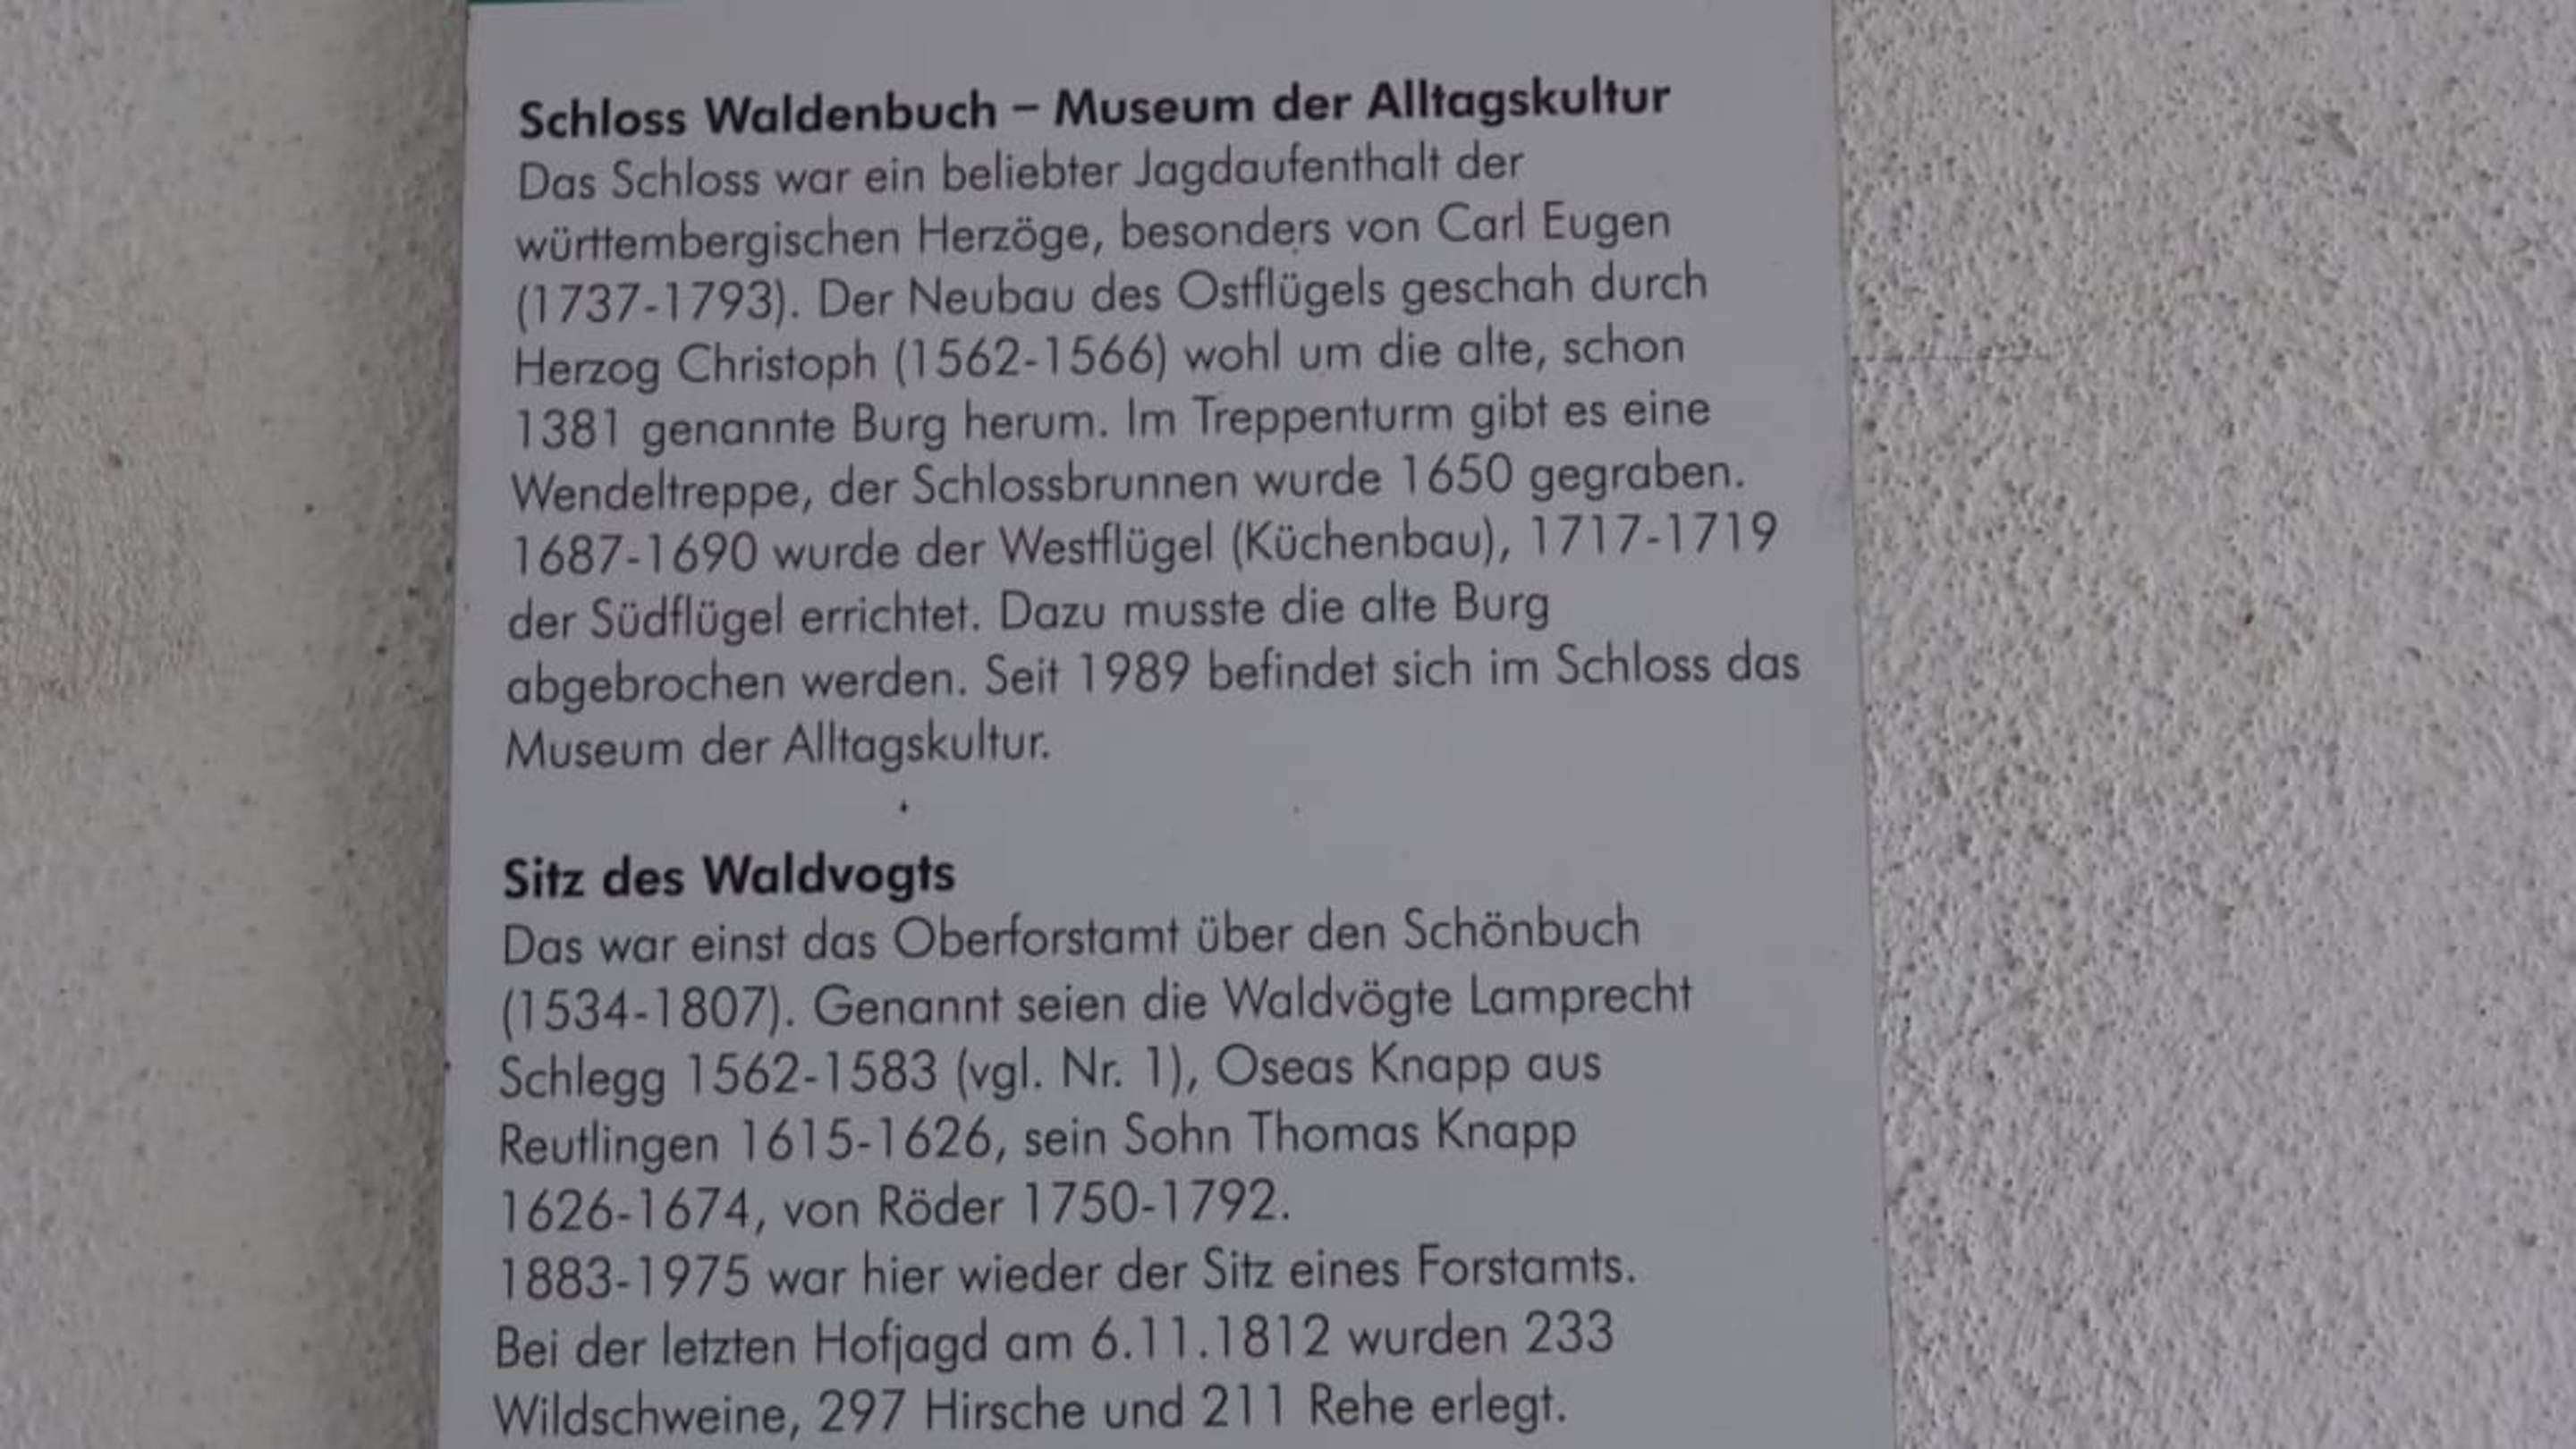 Schloss Waldenbuch – Museum der Alltagskultur
Das Schloss war ein beliebter Jagdaufenthalt der
württembergischen Herzöge, besonders von Carl Eugen
(1737-1793). Der Neubau des Ostflügels geschah durch
Herzog Christoph (1562-1566) wohl um die alte, schon
1381 genannte Burg herum. Im Treppenturm gibt es eine
Wendeltreppe, der Schlossbrunnen wurde 1650 gegraben.
1687-1690 wurde der Westflügel (Küchenbau), 1717-1719
der Südflügel errichtet. Dazu musste die alte Burg
abgebrochen werden. Seit 1989 befindet sich im Schloss das
Museum der Alltagskultur.
Sitz des Waldvogts
Das war einst das Oberforstamt über den Schönbuch
(1534-1807). Genannt seien die Waldvögte Lamprecht
Schlegg 1562-1583 (vgl. Nr. 1), Oseas Knapp aus
Reutlingen 1615-1626, sein Sohn Thomas Knapp
1626-1674, von Röder 1750-1792.
1883-1975 war hier wieder der Sitz eines Forstamts.
Bei der letzten Hofjagd am 6.11.1812 wurden 233
Wildschweine, 297 Hirsche und 211 Rehe erlegt.